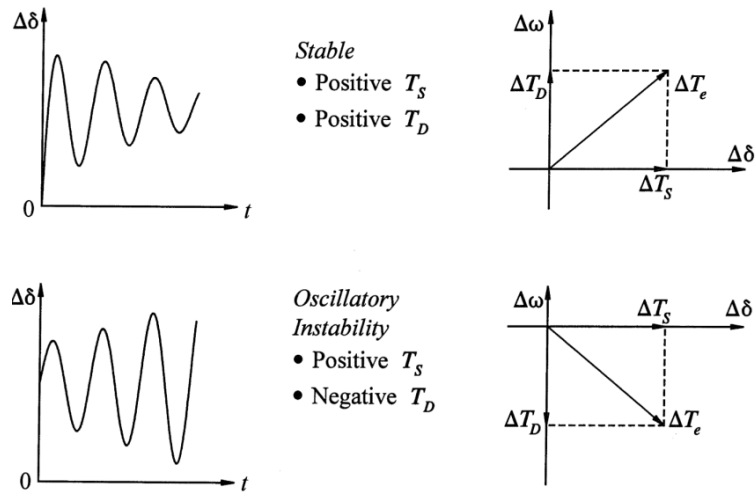 Δδ
0
t
Stable
• Positive T_S
• Positive T_D
Δω
ΔT_D
ΔT_e
Δδ
ΔT_S
Δδ
0
t
Oscillatory
Instability
• Positive T_S
• Negative T_D
Δω
ΔT_S
Δδ
ΔT_D
ΔT_e